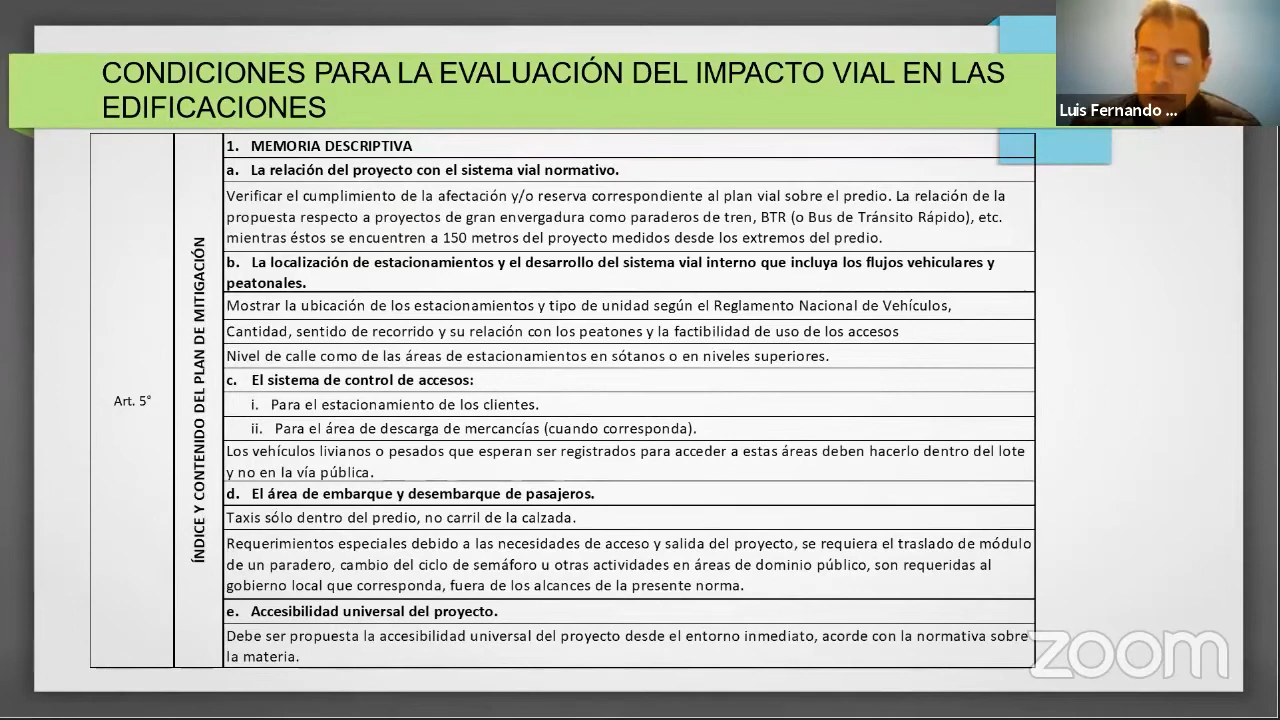 CONDICIONES PARA LA EVALUACIÓN DEL IMPACTO VIAL EN LAS
EDIFICACIONES
Luis Fernando ...
Art. 5°
ÍNDICE Y CONTENIDO DEL PLAN DE MITIGACIÓN
1. MEMORIA DESCRIPTIVA
a. La relación del proyecto con el sistema vial normativo.
Verificar el cumplimiento de la afectación y/o reserva correspondiente al plan vial sobre el predio. La relación de la
propuesta respecto a proyectos de gran envergadura como paraderos de tren, BTR (o Bus de Tránsito Rápido), etc.
mientras éstos se encuentren a 150 metros del proyecto medidos desde los extremos del predio.
b. La localización de estacionamientos y el desarrollo del sistema vial interno que incluya los flujos vehiculares y
peatonales.
Mostrar la ubicación de los estacionamientos y tipo de unidad según el Reglamento Nacional de Vehículos,
Cantidad, sentido de recorrido y su relación con los peatones y la factibilidad de uso de los accesos
Nivel de calle como de las áreas de estacionamientos en sótanos o en niveles superiores.
c. El sistema de control de accesos:
i. Para el estacionamiento de los clientes.
ii. Para el área de descarga de mercancías (cuando corresponda).
Los vehículos livianos o pesados que esperan ser registrados para acceder a estas áreas deben hacerlo dentro del lote
y no en la vía pública.
d. El área de embarque y desembarque de pasajeros.
Taxis sólo dentro del predio, no carril de la calzada.
Requerimientos especiales debido a las necesidades de acceso y salida del proyecto, se requiera el traslado de módulo
de un paradero, cambio del ciclo de semáforo u otras actividades en áreas de dominio público, son requeridas al
gobierno local que corresponda, fuera de los alcances de la presente norma.
e. Accesibilidad universal del proyecto.
Debe ser propuesta la accesibilidad universal del proyecto desde el entorno inmediato, acorde con la normativa sobre
la materia.
zoom